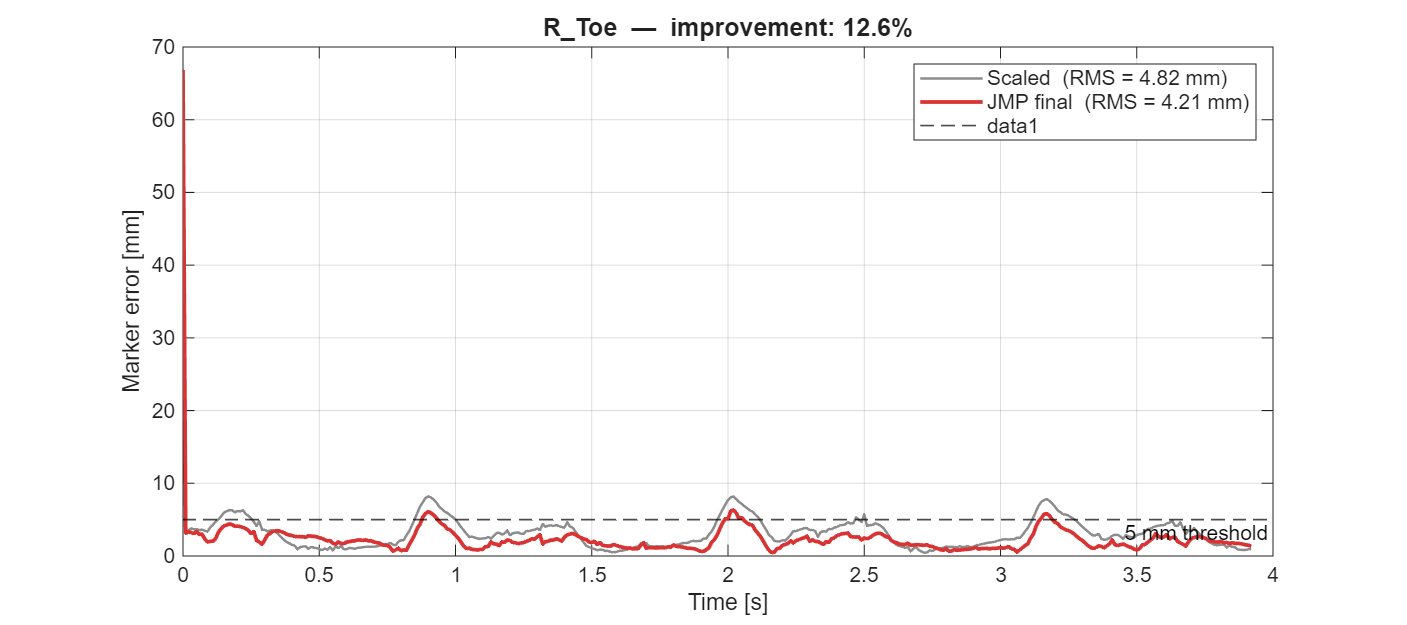 R_Toe — improvement: 12.6%
70
60
50
40
30
20
10
0
Marker error [mm]
Scaled (RMS = 4.82 mm)
JMP final (RMS = 4.21 mm)
data1
5 mm threshold
0 0.5 1 1.5 2 2.5 3 3.5 4
Time [s]